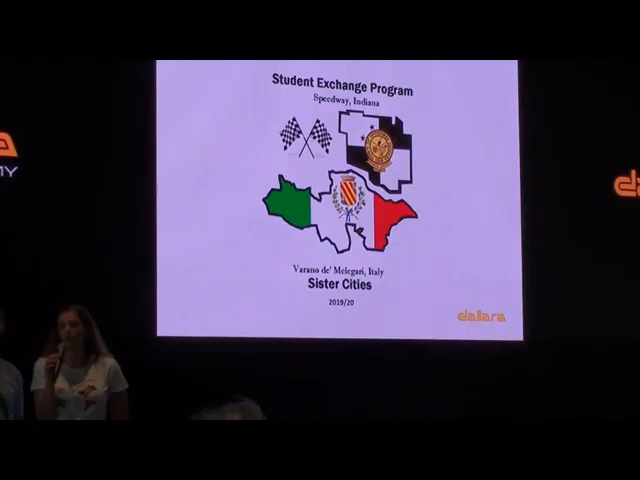 Student Exchange Program
Speedway, Indiana
Varano de' Melegari, Italy
Sister Cities
2019/20
dallara